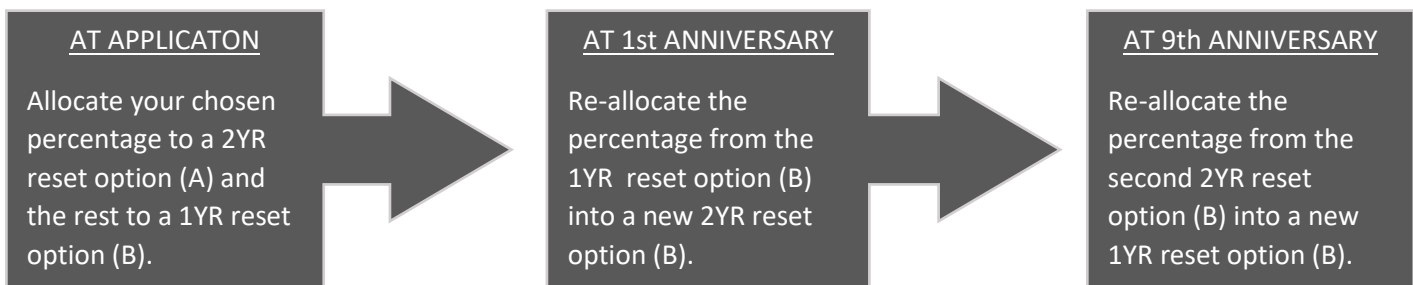 AT APPLICATON
Allocate your chosen
percentage to a 2YR
reset option (A) and
the rest to a 1YR reset
option (B).
AT 1st ANNIVERSARY
Re-allocate the
percentage from the
1YR reset option (B)
into a new 2YR reset
option (B).
AT 9th ANNIVERSARY
Re-allocate the
percentage from the
second 2YR reset
option (B) into a new
1YR reset option (B).